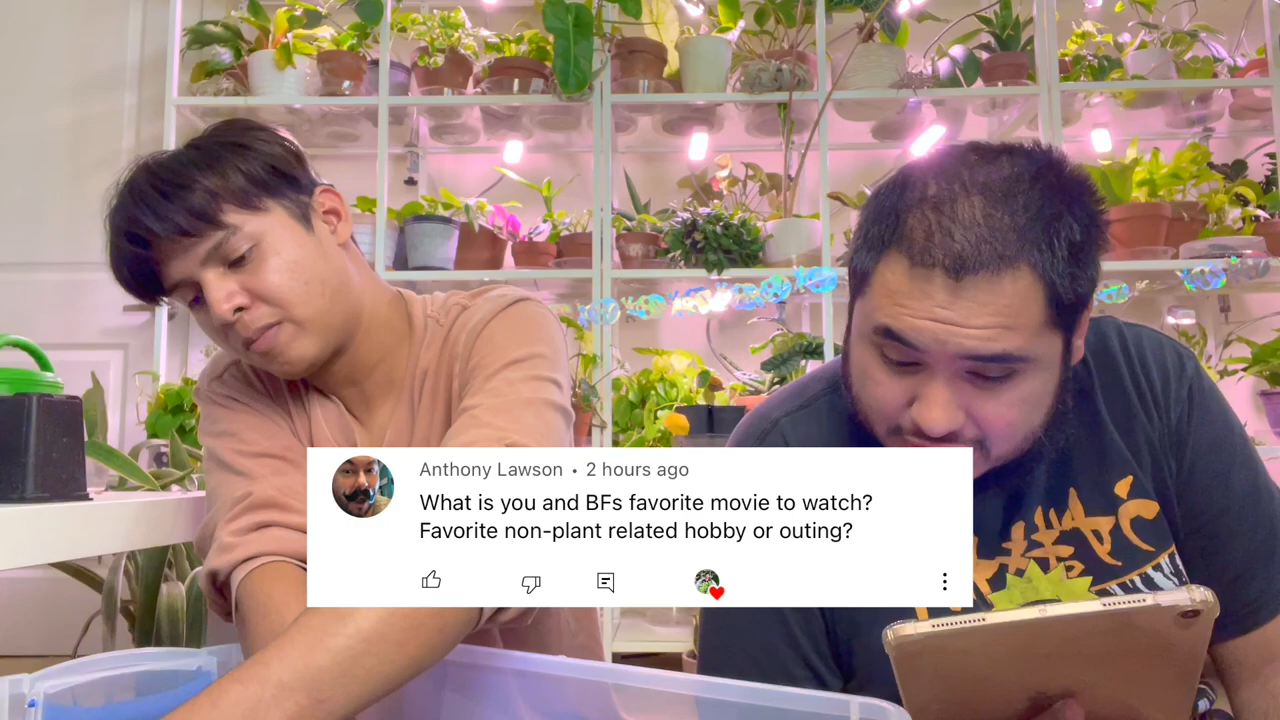 Anthony Lawson • 2 hours ago
What is you and BFs favorite movie to watch?
Favorite non-plant related hobby or outing?